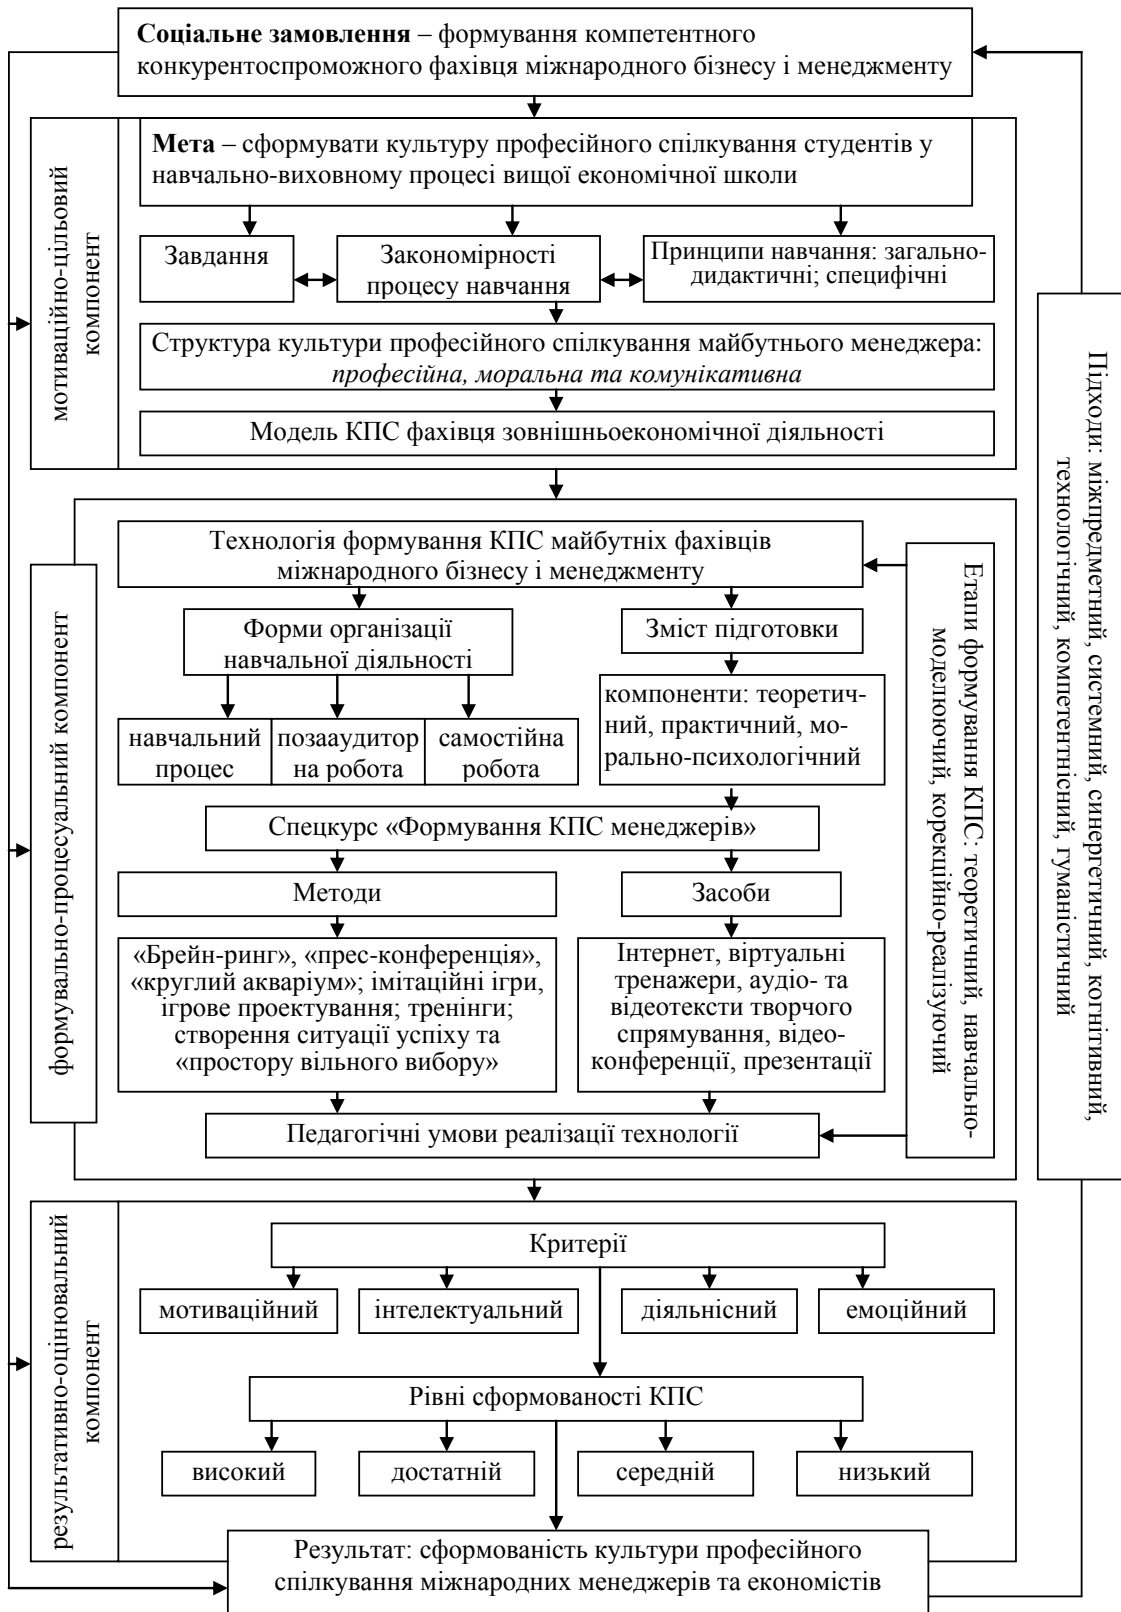 Соціальне замовлення – формування компетентного
конкурентоспроможного фахівця міжнародного бізнесу і менеджменту
мотиваційно-цільовий
компонент
Мета – сформувати культуру професійного спілкування студентів у
навчально-виховному процесі вищої економічної школи
Завдання
Закономірності
процесу навчання
Принципи навчання: загально-
дидактичні; специфічні
Структура культури професійного спілкування майбутнього менеджера:
професійна, моральна та комунікативна
Модель КПС фахівця зовнішньоекономічної діяльності
формувально-процесуальний компонент
Технологія формування КПС майбутніх фахівців
міжнародного бізнесу і менеджменту
Форми організації
навчальної діяльності
Зміст підготовки
навчальний
процес
позааудитор
на робота
самостійна
робота
компоненти: теоретич-
ний, практичний, мо-
рально-психологічний
Спецкурс «Формування КПС менеджерів»
Методи
Засоби
«Брейн-ринг», «прес-конференція»,
«круглий акваріум»; імітаційні ігри,
ігрове проектування; тренінги;
створення ситуації успіху та
«простору вільного вибору»
Інтернет, віртуальні
тренажери, аудіо- та
відеотексти творчого
спрямування, відео-
конференції, презентації
Педагогічні умови реалізації технології
Етапи формування КПС: теоретичний, навчально-
моделюючий, корекційно-реалізуючий
Підходи: міжпредметний, системний, синергетичний, когнітивний,
технологічний, компетентнісний, гуманістичний
результативно-оцінювальний
компонент
Критерії
мотиваційний
інтелектуальний
діяльнісний
емоційний
Рівні сформованості КПС
високий
достатній
середній
низький
Результат: сформованість культури професійного
спілкування міжнародних менеджерів та економістів